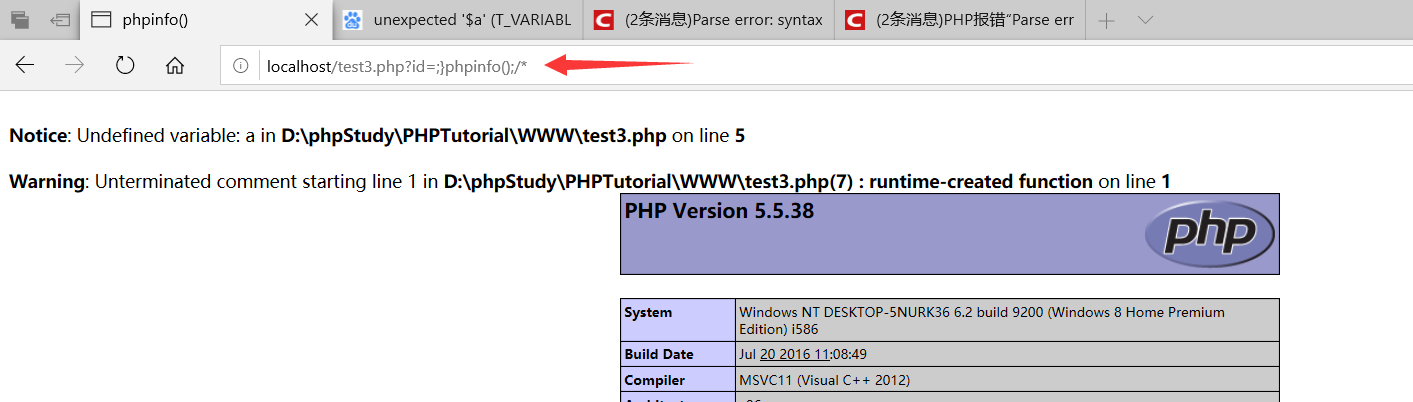 phpinfo()
unexpected '$a' (T_VARIABL
(2条消息)Parse error: syntax
(2条消息)PHP报错“Parse err
localhost/test3.php?id=;}phpinfo();/*
Notice: Undefined variable: a in D:\phpStudy\PHPTutorial\WWW\test3.php on line 5
Warning: Unterminated comment starting line 1 in D:\phpStudy\PHPTutorial\WWW\test3.php(7) : runtime-created function on line 1
PHP Version 5.5.38
php
System
Windows NT DESKTOP-5NURK36 6.2 build 9200 (Windows 8 Home Premium
Edition) i586
Build Date
Jul 20 2016 11:08:49
Compiler
MSVC11 (Visual C++ 2012)